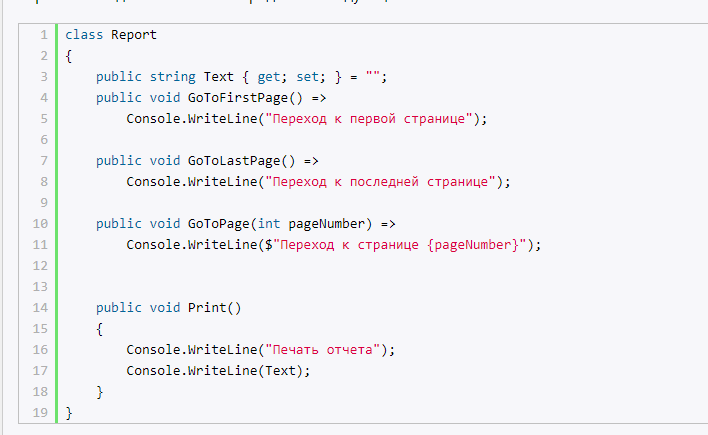 1 class Report
2 {
3 public string Text { get; set; } = "";
4 public void GoToFirstPage() =>
5 Console.WriteLine("Переход к первой странице");
6
7 public void GoToLastPage() =>
8 Console.WriteLine("Переход к последней странице");
9
10 public void GoToPage(int pageNumber) =>
11 Console.WriteLine($"Переход к странице {pageNumber}");
12
13
14 public void Print()
15 {
16 Console.WriteLine("Печать отчета");
17 Console.WriteLine(Text);
18 }
19 }